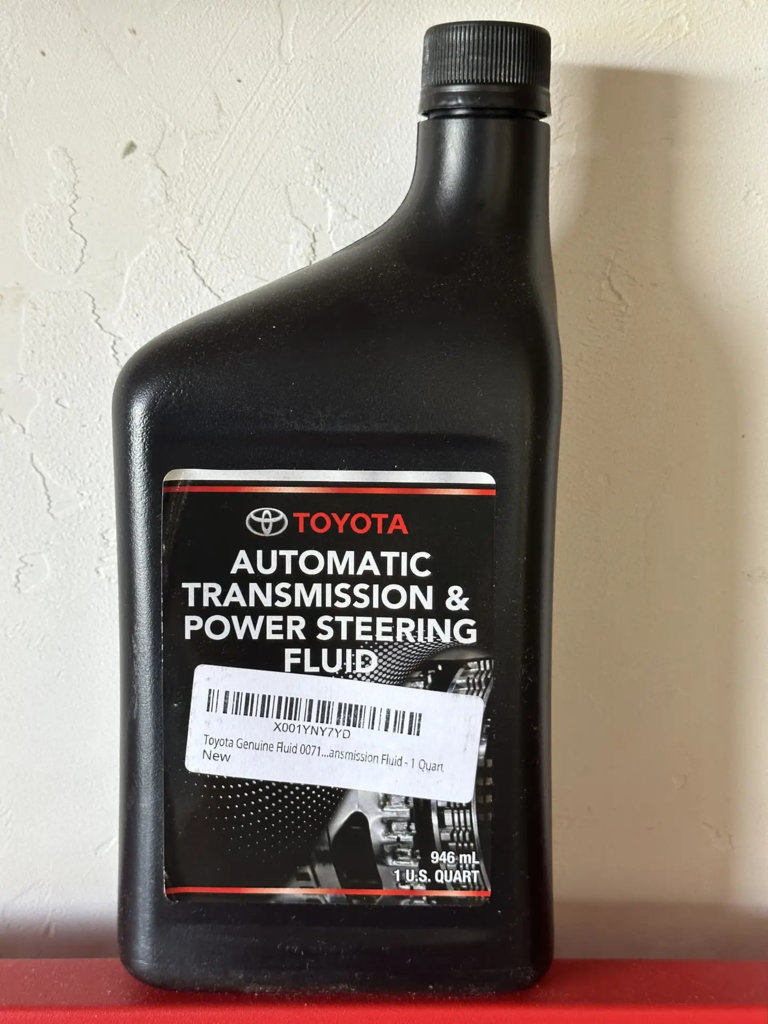 TOYOTA
AUTOMATIC
TRANSMISSION &
POWER STEERING
FLUID
X001YNY7YD
Toyota Genuine Fluid 0071...ansmission Fluid - 1 Quart
New
946 mL
1 U.S. QUART